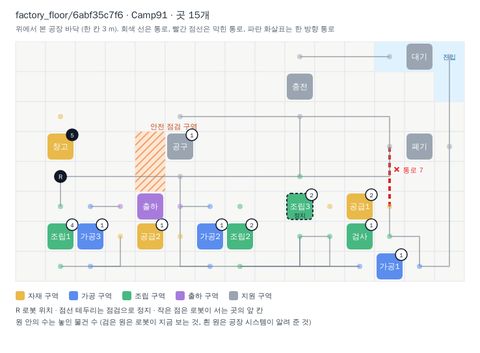 factory_floor/6abf35c7f6 · Camp91 · 곳 15개
위에서 본 공장 바닥 (한 칸 3 m). 회색 선은 통로, 빨간 점선은 막힌 통로, 파란 화살표는 한 방향 통로
대기
충전
안전 점검 구역
창고 5
공구 1
폐기
통로 7
R
출하
조립3 2
정지
공급1 2
조립1 4
가공3 1
공급2 1
가공2 1
조립2 2
검사 1
가공1 1
자재 구역
가공 구역
조립 구역
출하 구역
지원 구역
R 로봇 위치 · 점선 테두리는 점검으로 정지 · 작은 점은 로봇이 서는 곳의 앞 칸
원 안의 수는 놓인 물건 수 (검은 원은 로봇이 지금 보는 것, 흰 원은 공장 시스템이 알려 준 것)